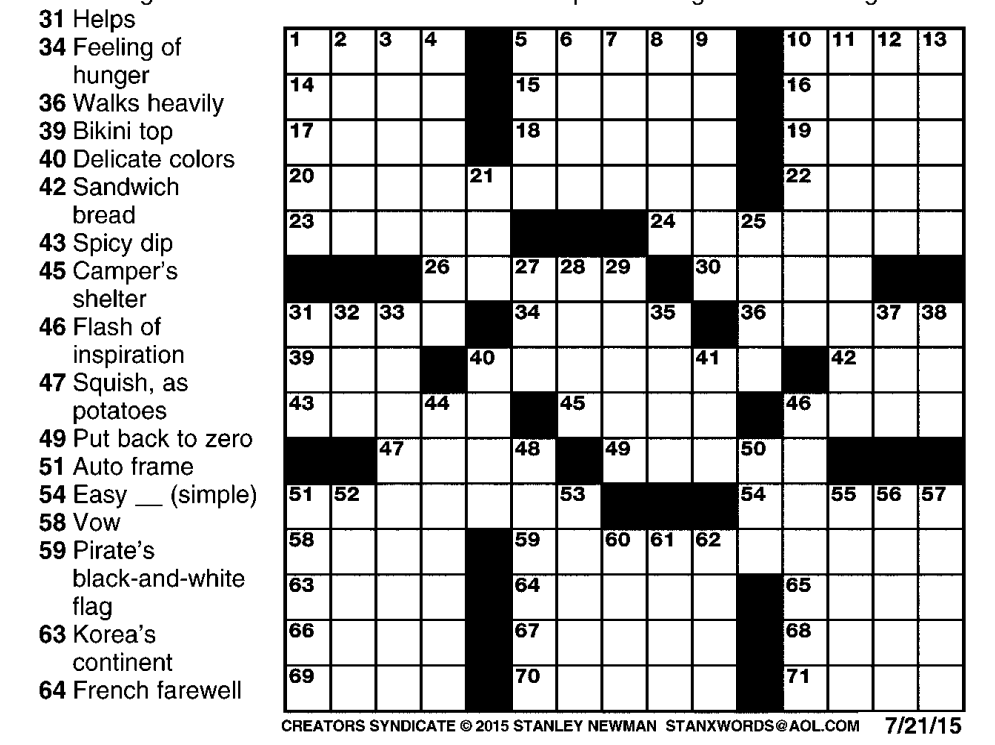 31 Helps
34 Feeling of
hunger
36 Walks heavily
39 Bikini top
40 Delicate colors
42 Sandwich
bread
43 Spicy dip
45 Camper's
shelter
46 Flash of
inspiration
47 Squish, as
potatoes
49 Put back to zero
51 Auto frame
54 Easy __ (simple)
58 Vow
59 Pirate's
black-and-white
flag
63 Korea's
continent
64 French farewell
1 2 3 4 5 6 7 8 9 10 11 12 13
14 15 16
17 18 19
20 21 22
23 24 25
26 27 28 29 30
31 32 33 34 35 36 37 38
39 40 41 42
43 44 45 46
47 48 49 50
51 52 53 54 55 56 57
58 59 60 61 62
63 64 65
66 67 68
69 70 71
CREATORS SYNDICATE © 2015 STANLEY NEWMAN STANXWORDS@AOL.COM 7/21/15